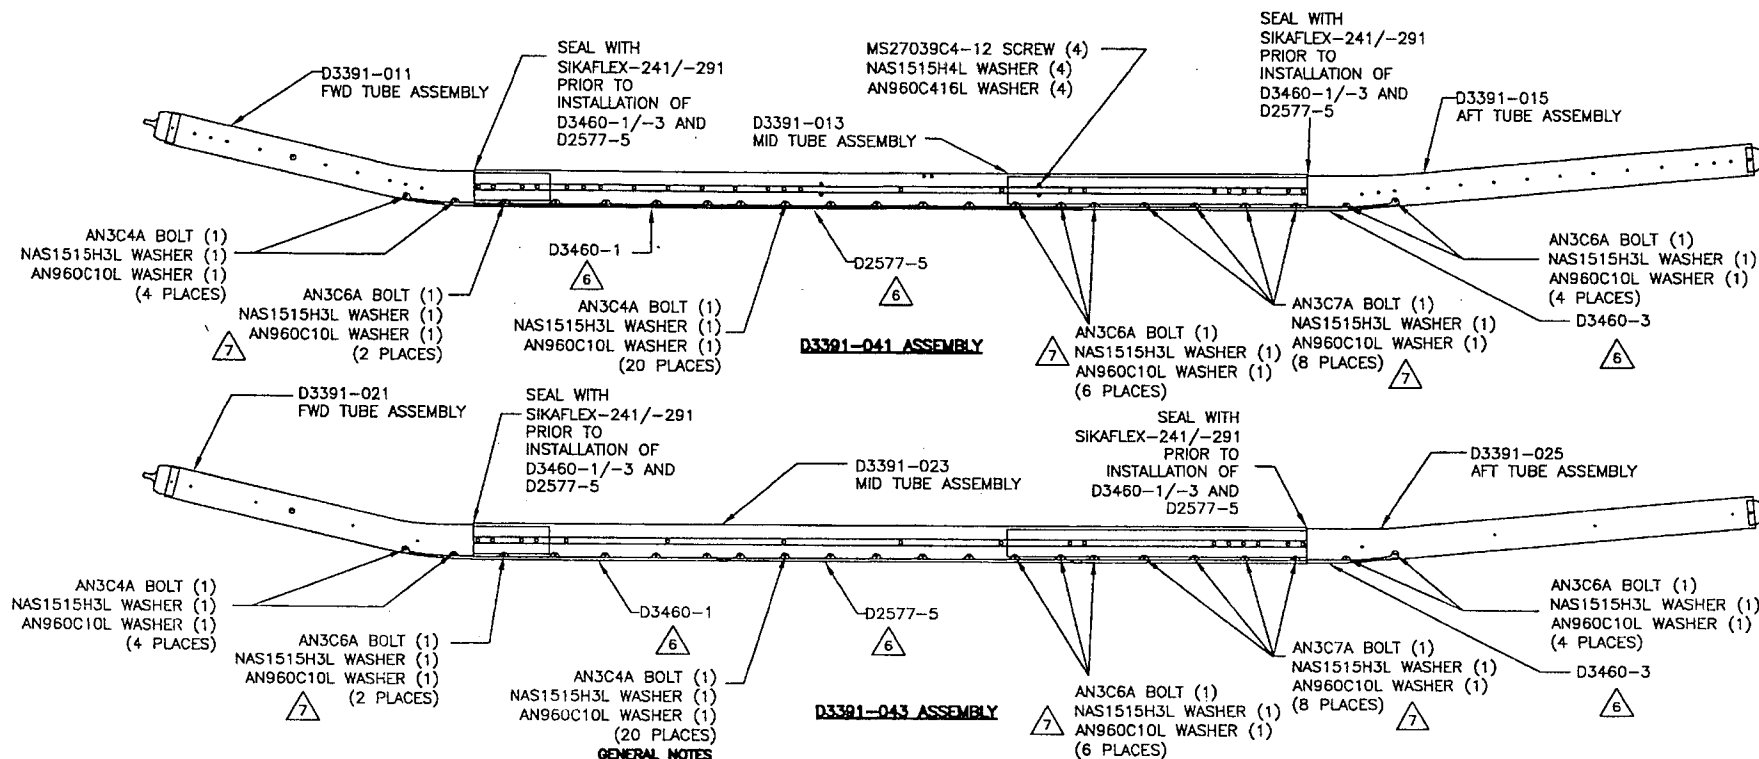 D3391-011
FWD TUBE ASSEMBLY
SEAL WITH
SIKAFLEX-241/-291
PRIOR TO
INSTALLATION OF
D3460-1/-3 AND
D2577-5
MS27039C4-12 SCREW (4)
NAS1515H4L WASHER (4)
AN960C416L WASHER (4)
D3391-013
MID TUBE ASSEMBLY
SEAL WITH
SIKAFLEX-241/-291
PRIOR TO
INSTALLATION OF
D3460-1/-3 AND
D2577-5
D3391-015
AFT TUBE ASSEMBLY
AN3C4A BOLT (1)
NAS1515H3L WASHER (1)
AN960C10L WASHER (1)
(4 PLACES)
7
AN3C6A BOLT (1)
NAS1515H3L WASHER (1)
AN960C10L WASHER (1)
(2 PLACES)
D3460-1
6
AN3C4A BOLT (1)
NAS1515H3L WASHER (1)
AN960C10L WASHER (1)
(20 PLACES)
D2577-5
6
D3391-041 ASSEMBLY
7
AN3C6A BOLT (1)
NAS1515H3L WASHER (1)
AN960C10L WASHER (1)
(6 PLACES)
AN3C7A BOLT (1)
NAS1515H3L WASHER (1)
AN960C10L WASHER (1)
(8 PLACES)
7
AN3C6A BOLT (1)
NAS1515H3L WASHER (1)
AN960C10L WASHER (1)
(4 PLACES)
D3460-3
6
D3391-021
FWD TUBE ASSEMBLY
SEAL WITH
SIKAFLEX-241/-291
PRIOR TO
INSTALLATION OF
D3460-1/-3 AND
D2577-5
D3391-023
MID TUBE ASSEMBLY
SEAL WITH
SIKAFLEX-241/-291
PRIOR TO
INSTALLATION OF
D3460-1/-3 AND
D2577-5
D3391-025
AFT TUBE ASSEMBLY
AN3C4A BOLT (1)
NAS1515H3L WASHER (1)
AN960C10L WASHER (1)
(4 PLACES)
AN3C6A BOLT (1)
NAS1515H3L WASHER (1)
AN960C10L WASHER (1)
(2 PLACES)
7
D3460-1
6
AN3C4A BOLT (1)
NAS1515H3L WASHER (1)
AN960C10L WASHER (1)
(20 PLACES)
D2577-5
6
D3391-043 ASSEMBLY
7
AN3C6A BOLT (1)
NAS1515H3L WASHER (1)
AN960C10L WASHER (1)
(6 PLACES)
AN3C7A BOLT (1)
NAS1515H3L WASHER (1)
AN960C10L WASHER (1)
(8 PLACES)
7
AN3C6A BOLT (1)
NAS1515H3L WASHER (1)
AN960C10L WASHER (1)
(4 PLACES)
D3460-3
6
GENERAL NOTES